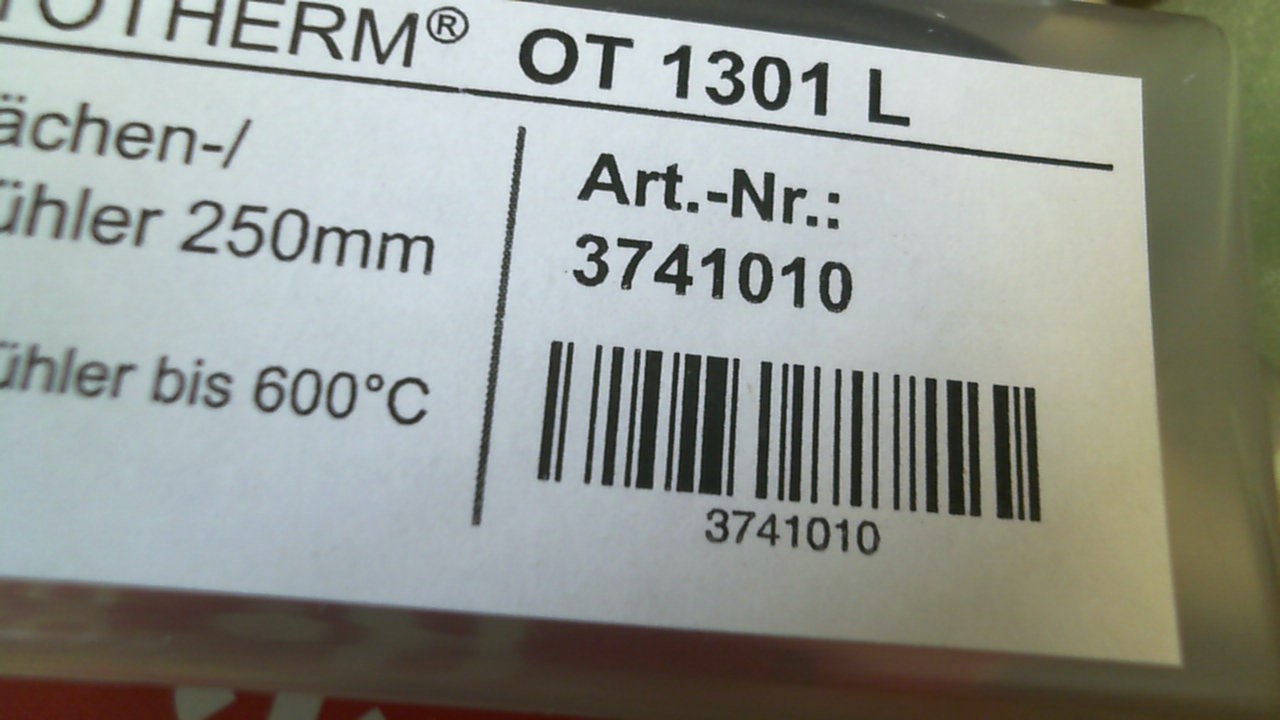 OTHERM® OT 1301 L
ächen-/
ühler 250mm
ühler bis 600°C
Art.-Nr.:
3741010
3741010